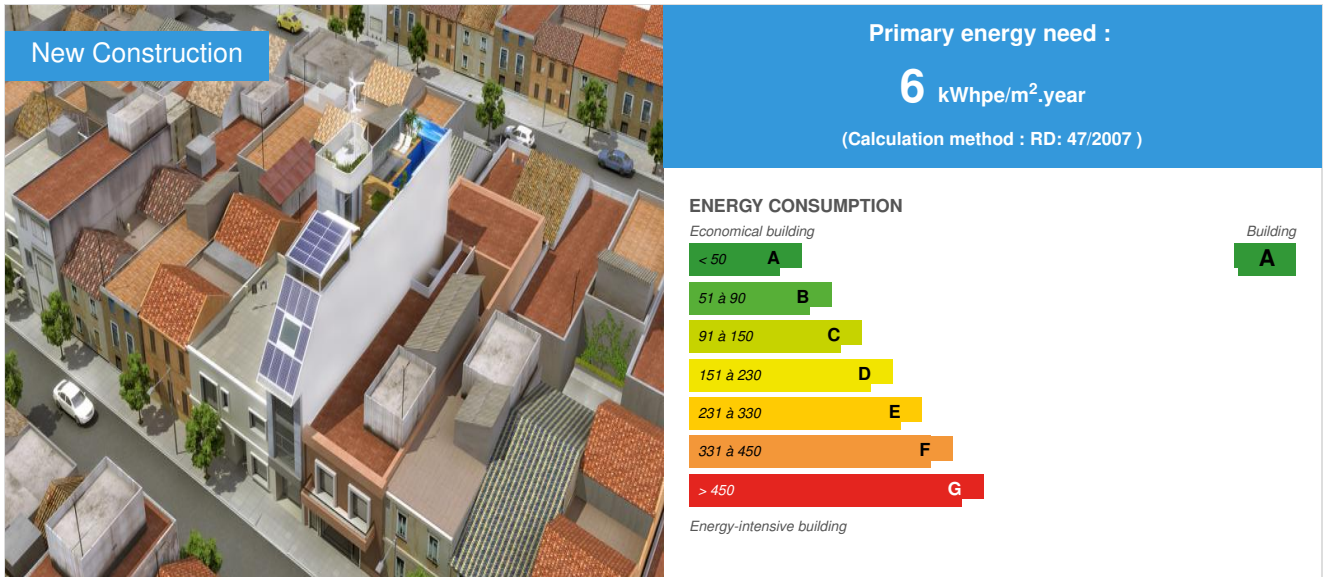 New Construction
Primary energy need :
6 kWhpe/m².year
(Calculation method : RD: 47/2007 )
ENERGY CONSUMPTION
Economical building
Building
< 50 A
A
51 à 90 B
91 à 150 C
151 à 230 D
231 à 330 E
331 à 450 F
> 450 G
Energy-intensive building